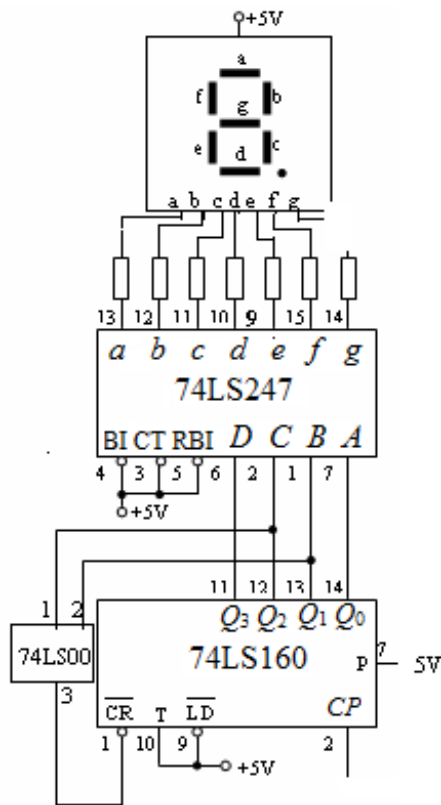 +5V
a
f b
g
e c
d
a b c d e f g
13 12 11 10 9 15 14
a b c d e f g
74LS247
BI CT RBI D C B A
4 3 5 6 2 1 7
+5V
11 12 13 14
1 2
Q3 Q2 Q1 Q0
74LS00
74LS160
P 7 5V
3
CR T LD CP
1 10 9 2
+5V